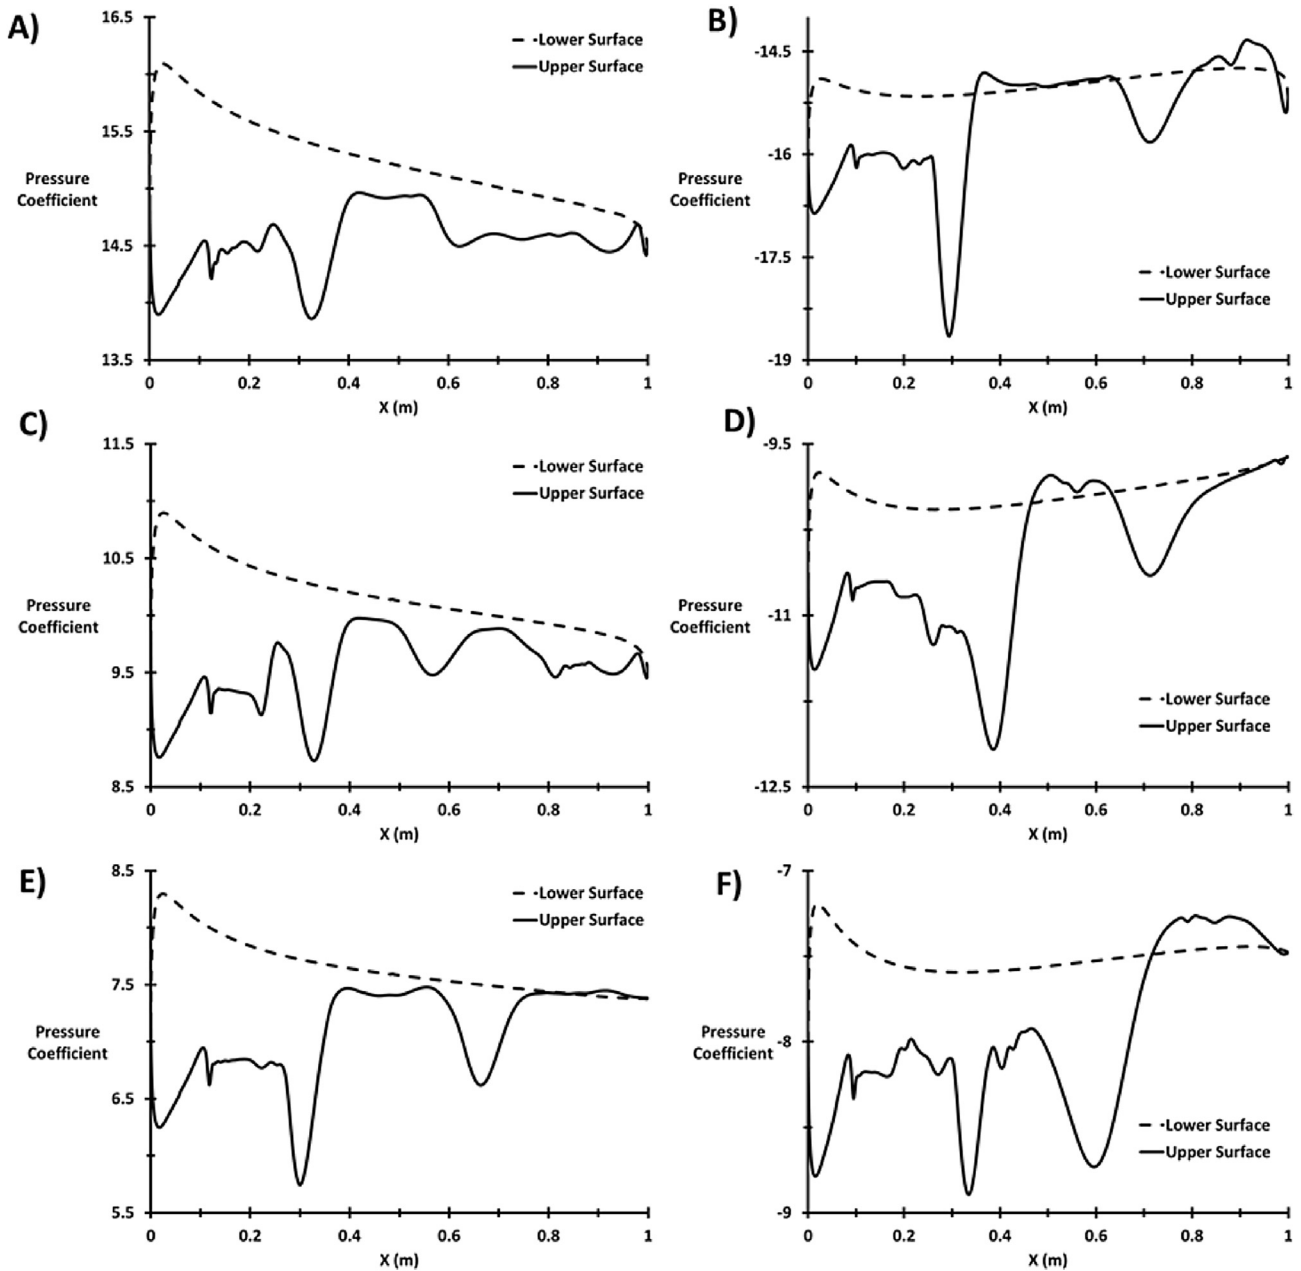 A)
16.5
15.5
14.5
13.5
Pressure
Coefficient
Lower Surface
Upper Surface
0 0.2 0.4 0.6 0.8 1
X (m)
B)
-14.5
-16
-17.5
-19
Pressure
Coefficient
Lower Surface
Upper Surface
0 0.2 0.4 0.6 0.8 1
X (m)
C)
11.5
10.5
9.5
8.5
Pressure
Coefficient
Lower Surface
Upper Surface
0 0.2 0.4 0.6 0.8 1
X (m)
D)
-9.5
-11
-12.5
Pressure
Coefficient
Lower Surface
Upper Surface
0 0.2 0.4 0.6 0.8 1
X (m)
E)
8.5
7.5
6.5
5.5
Pressure
Coefficient
Lower Surface
Upper Surface
0 0.2 0.4 0.6 0.8 1
X (m)
F)
-7
-8
-9
Pressure
Coefficient
Lower Surface
Upper Surface
0 0.2 0.4 0.6 0.8 1
X (m)